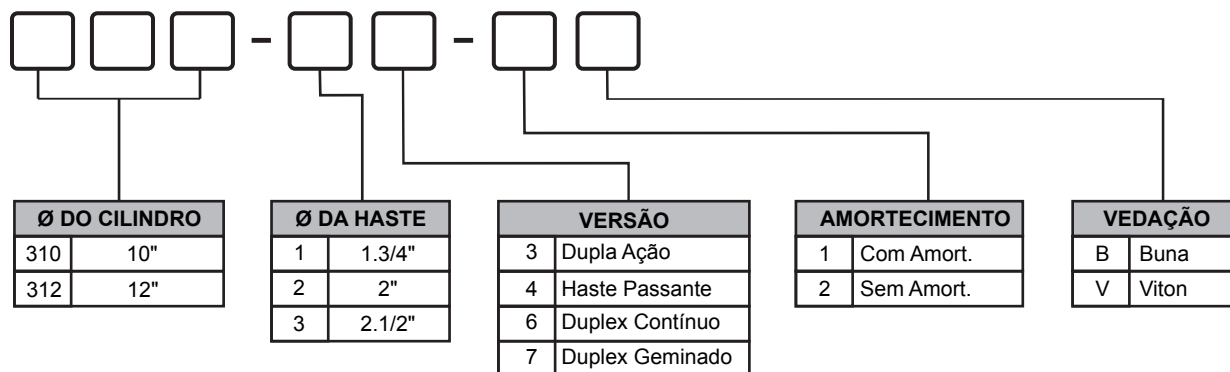 Ø DO CILINDRO
310 10"
312 12"
Ø DA HASTE
1 1.3/4"
2 2"
3 2.1/2"
VERSÃO
3 Dupla Ação
4 Haste Passante
6 Duplex Contínuo
7 Duplex Geminado
AMORTECIMENTO
1 Com Amort.
2 Sem Amort.
VEDAÇÃO
B Buna
V Viton